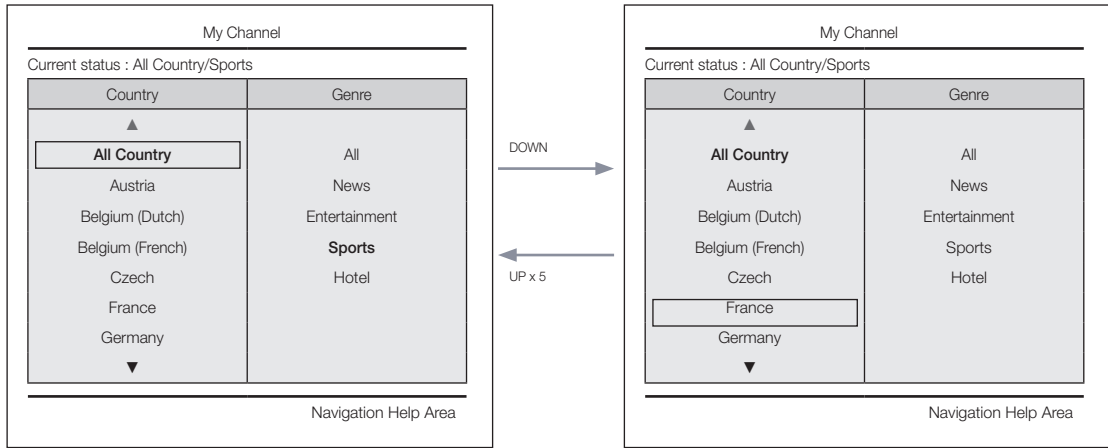 My Channel
Current status : All Country/Sports
Country Genre
▲
All Country All
Austria News
Belgium (Dutch) Entertainment
Belgium (French) Sports
Czech Hotel
France
Germany
▼
Navigation Help Area
DOWN
UP x 5
My Channel
Current status : All Country/Sports
Country Genre
▲
All Country All
Austria News
Belgium (Dutch) Entertainment
Belgium (French) Sports
Czech Hotel
France
Germany
▼
Navigation Help Area